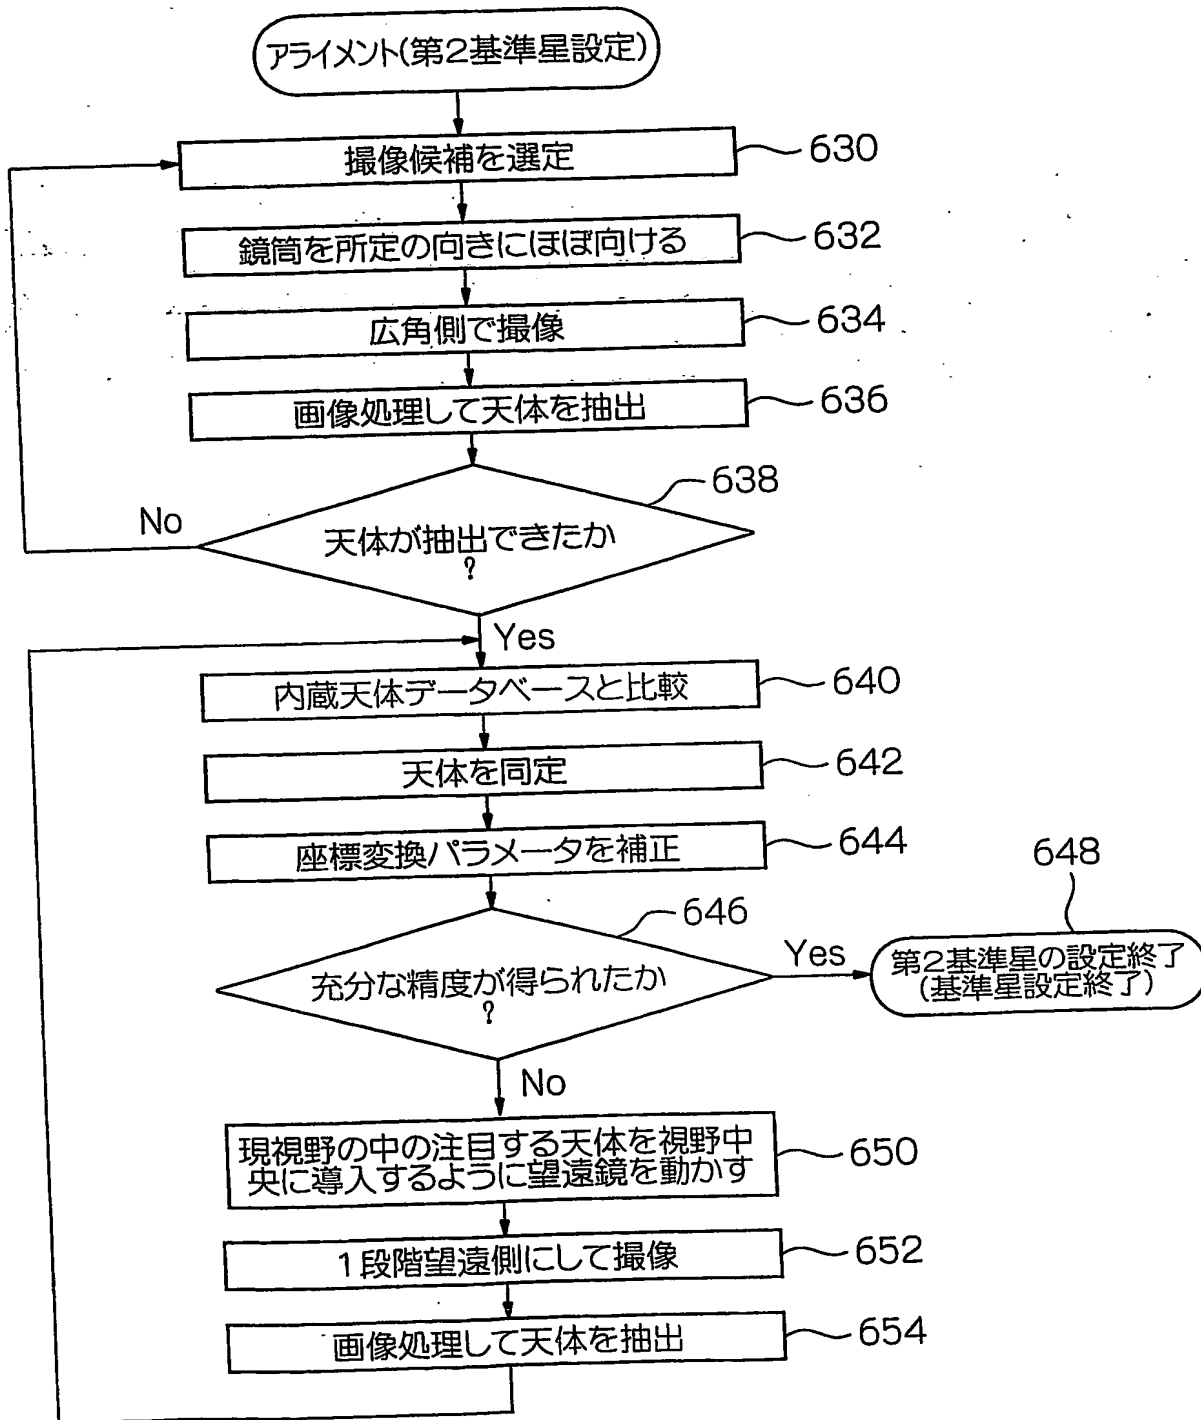 アライメント(第2基準星設定)
撮像候補を選定
630
鏡筒を所定の向きにほぼ向ける
632
広角側で撮像
634
画像処理して天体を抽出
636
638
No
天体が抽出できたか
?
Yes
内蔵天体データベースと比較
640
天体を同定
642
座標変換パラメータを補正
644
646
648
充分な精度が得られたか
?
Yes
第2基準星の設定終了
(基準星設定終了)
No
現視野の中の注目する天体を視野中
央に導入するように望遠鏡を動かす
650
1段階望遠側にして撮像
652
画像処理して天体を抽出
654